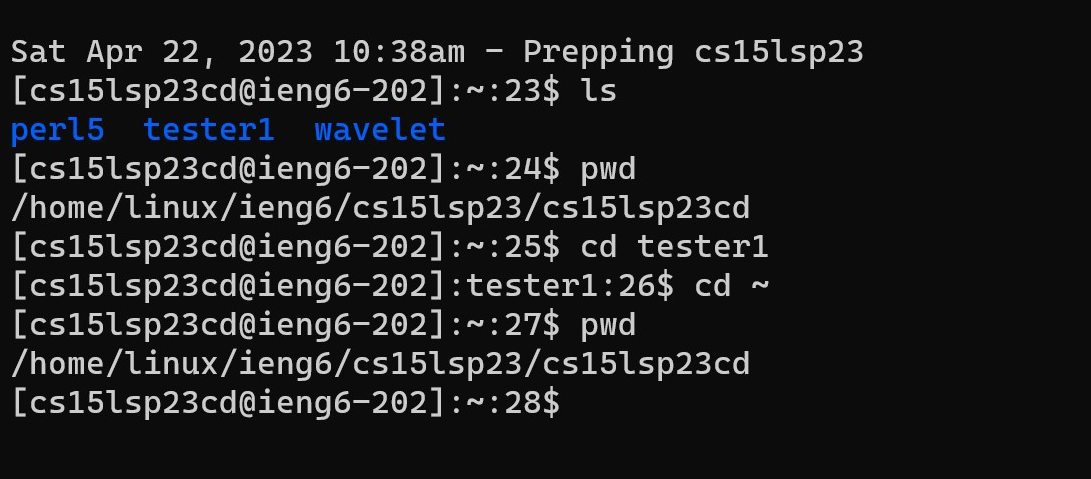 Sat Apr 22, 2023 10:38am - Prepping cs15lsp23
[cs15lsp23cd@ieng6-202]:~:23$ ls
perl5  tester1  wavelet
[cs15lsp23cd@ieng6-202]:~:24$ pwd
/home/linux/ieng6/cs15lsp23/cs15lsp23cd
[cs15lsp23cd@ieng6-202]:~:25$ cd tester1
[cs15lsp23cd@ieng6-202]:tester1:26$ cd ~
[cs15lsp23cd@ieng6-202]:~:27$ pwd
/home/linux/ieng6/cs15lsp23/cs15lsp23cd
[cs15lsp23cd@ieng6-202]:~:28$